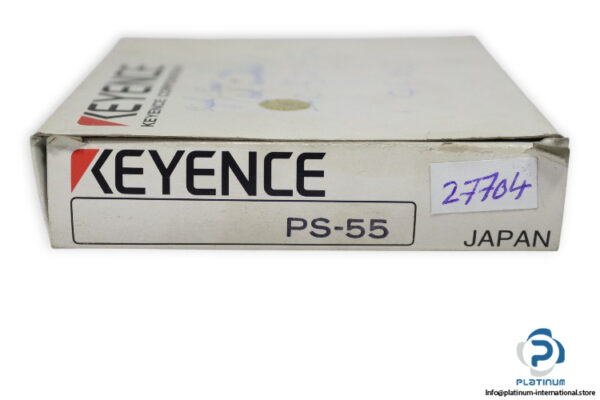 KEYENCE
KEYENCE CORPORATION
KEYENCE
27704
PS-55
JAPAN
PLATINUM
Info@platinum-international.store